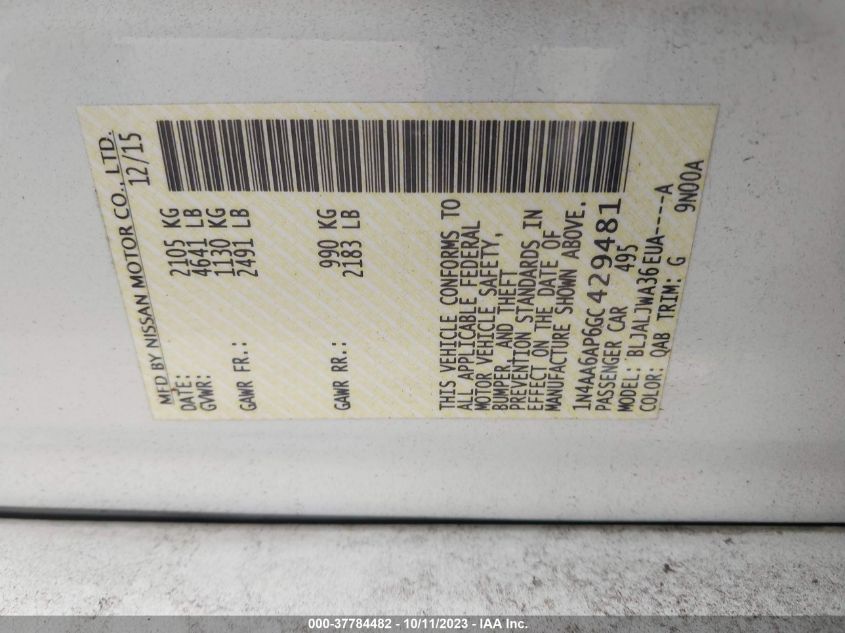 MFD BY NISSAN MOTOR CO., LTD.
DATE: 12/15
GVWR: 2105 KG
4641 LB
GAWR FR.: 1130 KG
2491 LB
GAWR RR.: 990 KG
2183 LB
THIS VEHICLE CONFORMS TO
ALL APPLICABLE FEDERAL
MOTOR VEHICLE SAFETY,
BUMPER, AND THEFT
PREVENTION STANDARDS IN
EFFECT ON THE DATE OF
MANUFACTURE SHOWN ABOVE.
1N4AA6AP6GC429481
PASSENGER CAR 495
MODEL: BLJALJWA36EUA----A
COLOR: QAB TRIM: G 9N00A
000-37784482 - 10/11/2023 - IAA Inc.